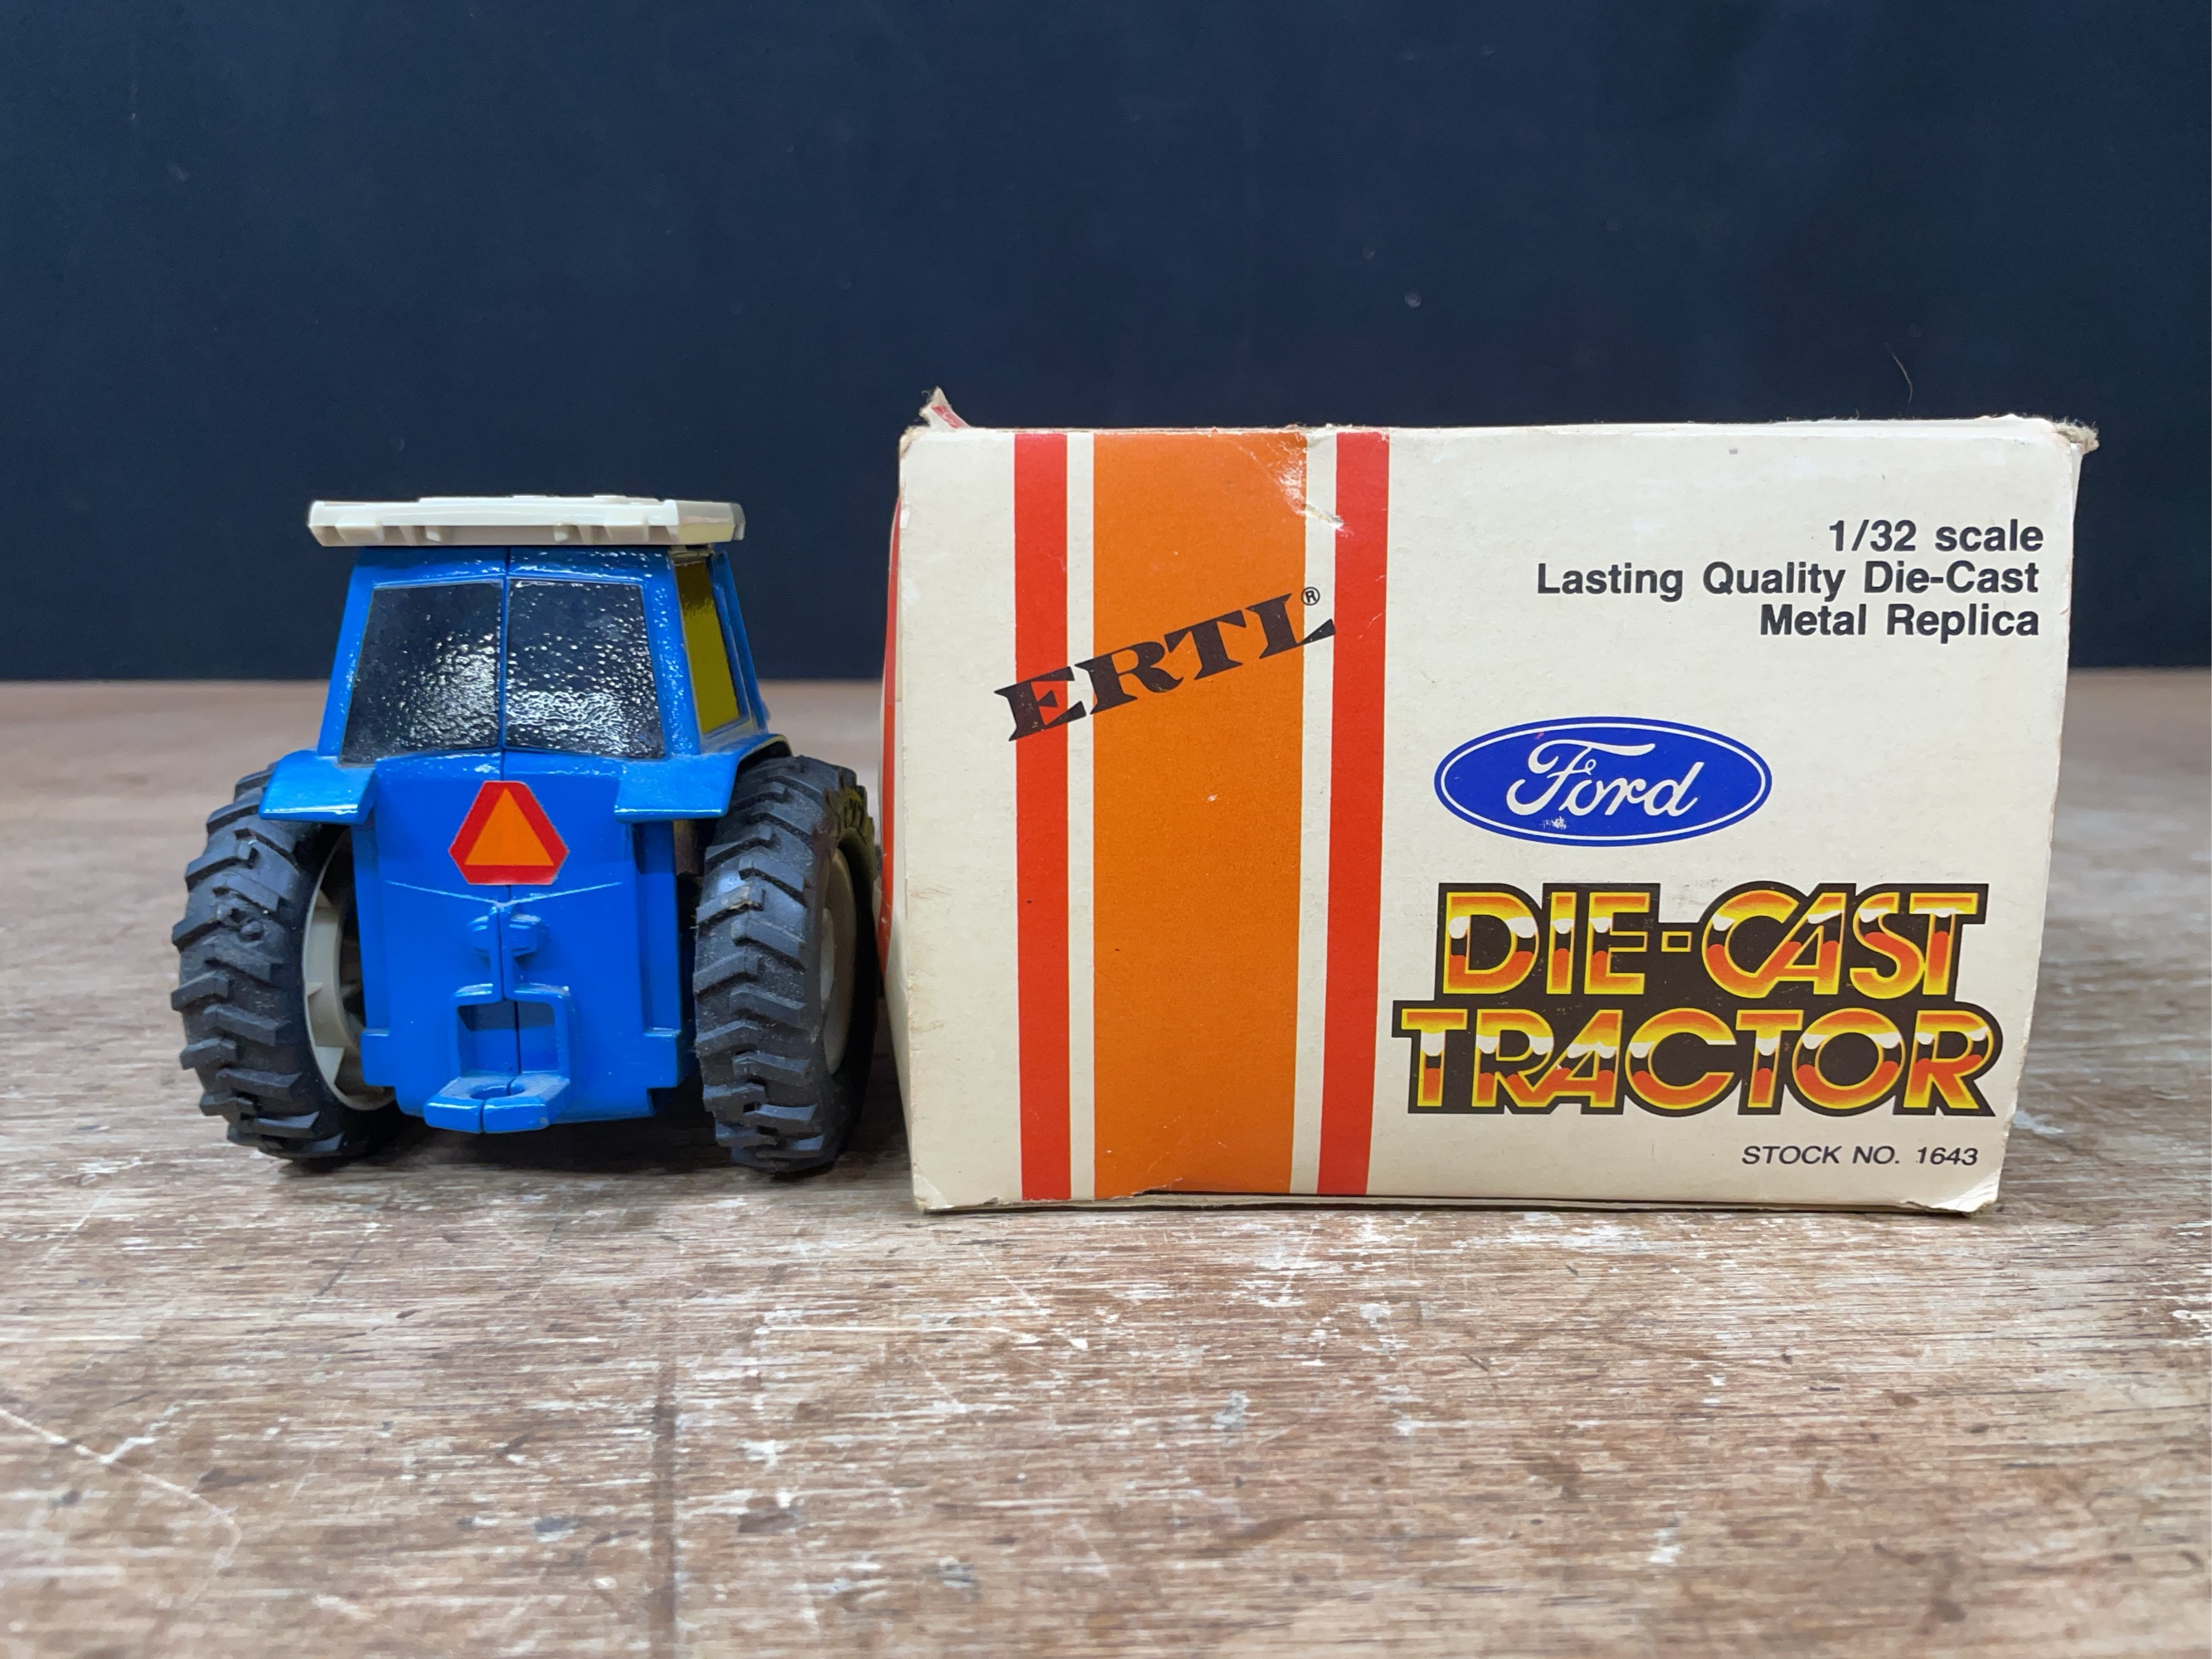 ERTL®
1/32 scale
Lasting Quality Die-Cast
Metal Replica
Ford
DIE-CAST
TRACTOR
STOCK NO. 1643